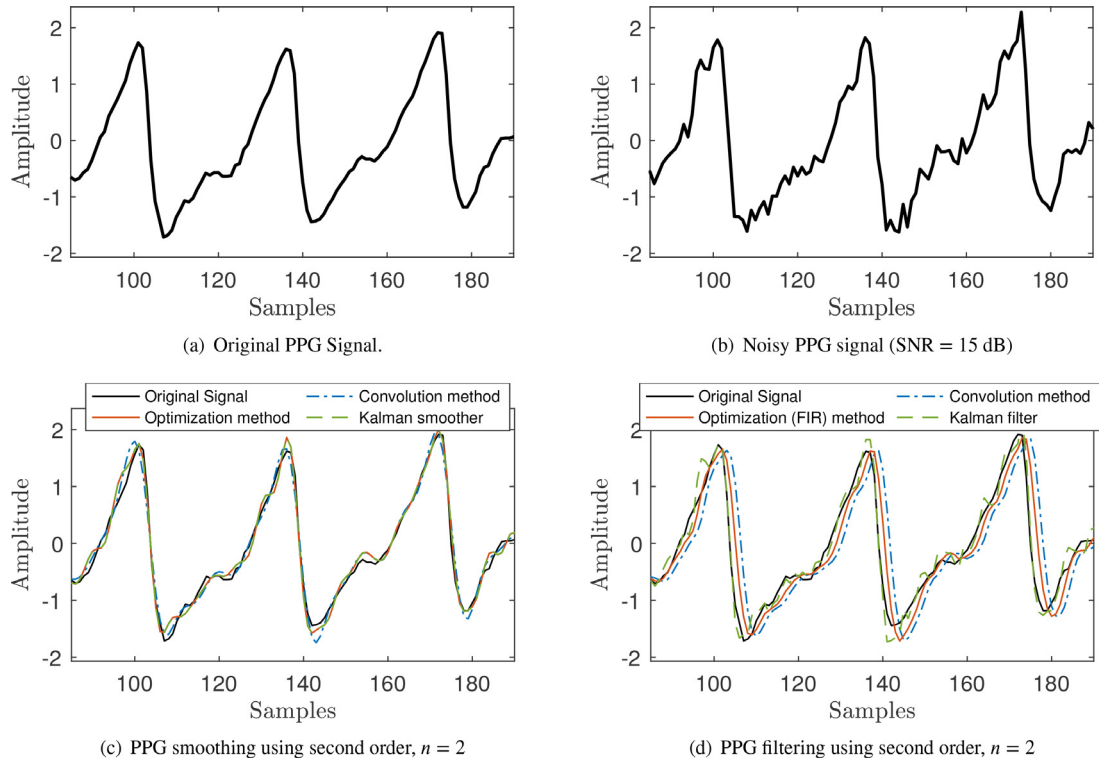 2
1
0
-1
-2
Amplitude
100 120 140 160 180
Samples
(a) Original PPG Signal.
2
1
0
-1
-2
Amplitude
100 120 140 160 180
Samples
(b) Noisy PPG signal (SNR = 15 dB)
Original Signal Convolution method
Optimization method Kalman smoother
2
1
0
-1
-2
Amplitude
100 120 140 160 180
Samples
(c) PPG smoothing using second order, n = 2
Original Signal Convolution method
Optimization (FIR) method Kalman filter
2
1
0
-1
-2
Amplitude
100 120 140 160 180
Samples
(d) PPG filtering using second order, n = 2